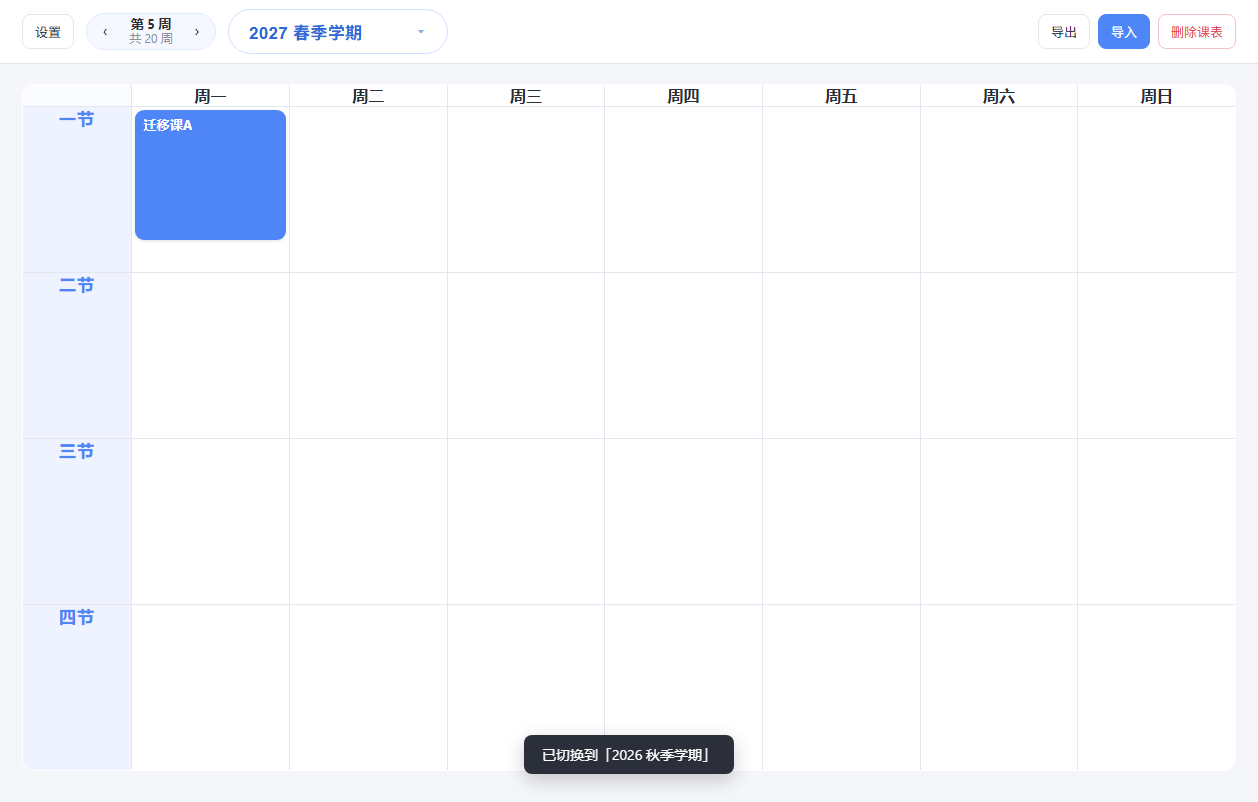 设置
‹
第 5 周
共 20 周
›
2027 春季学期
导出
导入
删除课表
周一
周二
周三
周四
周五
周六
周日
一节
迁移课A
二节
三节
四节
已切换到「2026 秋季学期」